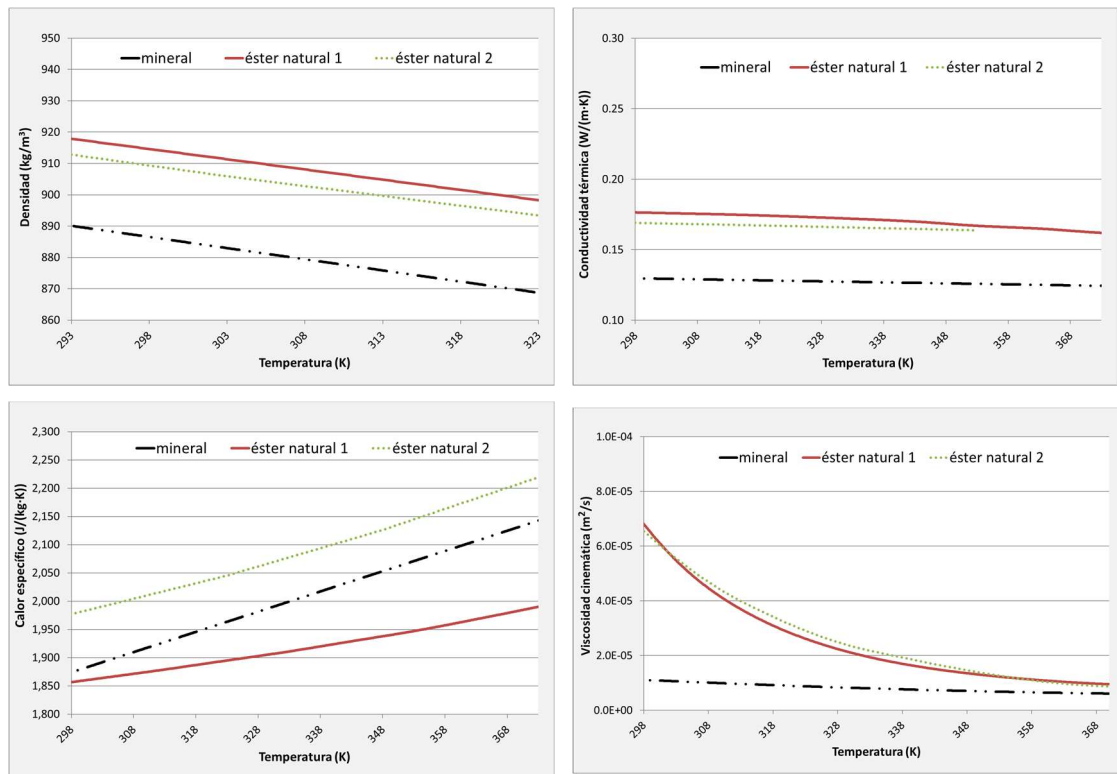 950
940
930
920
910
900
890
880
870
860
Densidad (kg/m³)
mineral éster natural 1 éster natural 2
293 298 303 308 313 318 323
Temperatura (K)
0.30
0.25
0.20
0.15
0.10
Conductividad térmica (W/(m·K))
mineral éster natural 1 éster natural 2
298 308 318 328 338 348 358 368
Temperatura (K)
2,300
2,250
2,200
2,150
2,100
2,050
2,000
1,950
1,900
1,850
1,800
Calor específico (J/(kg·K))
mineral éster natural 1 éster natural 2
298 308 318 328 338 348 358 368
Temperatura (K)
1.0E-04
8.0E-05
6.0E-05
4.0E-05
2.0E-05
0.0E+00
Viscosidad cinemática (m²/s)
mineral éster natural 1 éster natural 2
298 308 318 328 338 348 358 368
Temperatura (K)